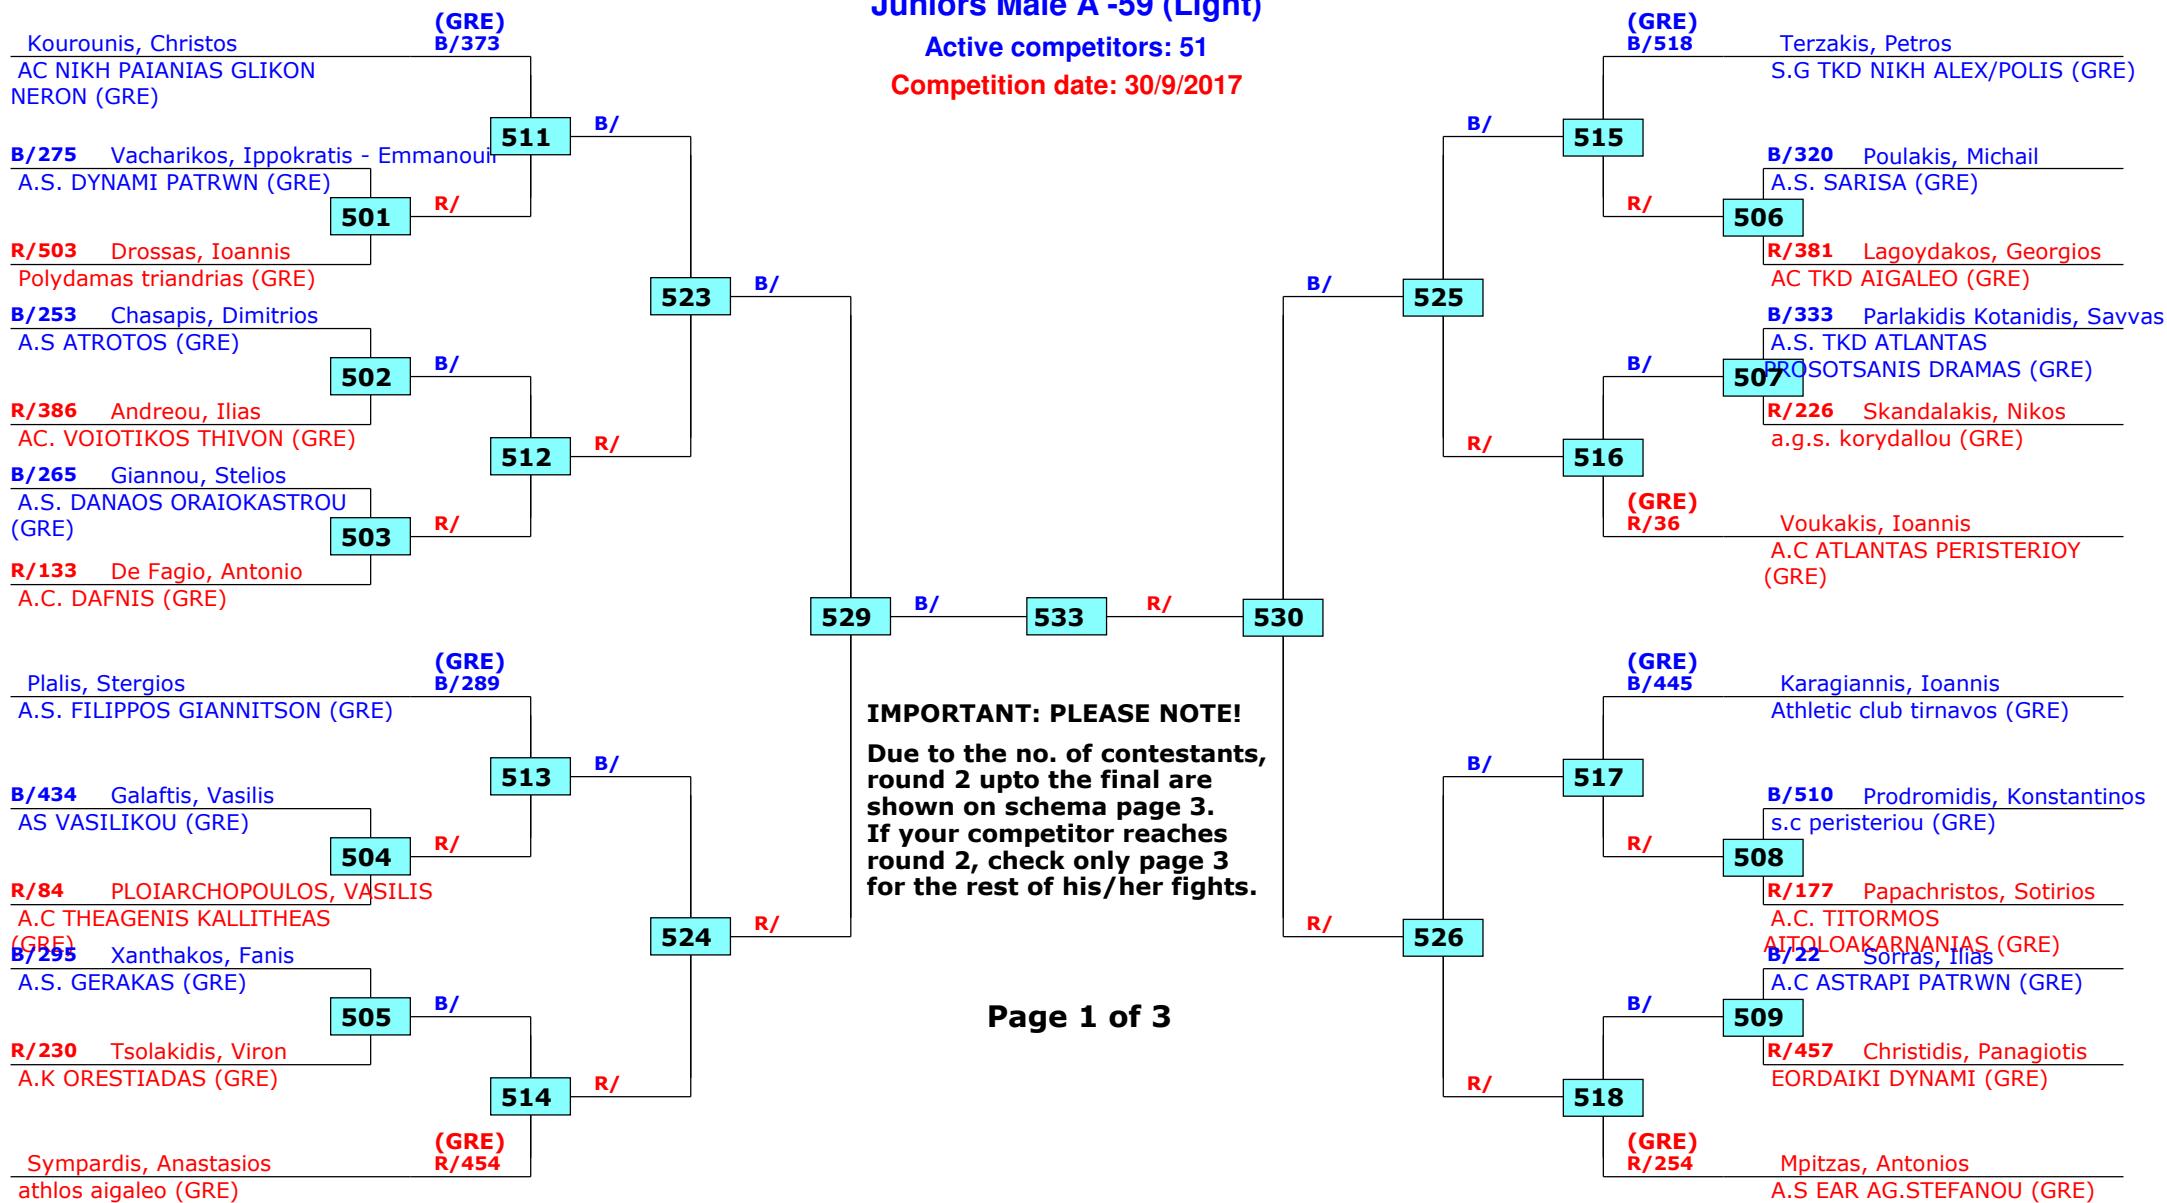 Juniors Male A -59 (Light)
Active competitors: 51
Competition date: 30/9/2017
(GRE)
Kourounis, Christos B/373
AC NIKH PAIANIAS GLIKON
NERON (GRE)
511 B/
B/275 Vacharikos, Ippokratis - Emmanouil
A.S. DYNAMI PATRWN (GRE)
501 R/
R/503 Drossas, Ioannis
Polydamas triandrias (GRE)
523 B/
B/253 Chasapis, Dimitrios
A.S ATROTOS (GRE)
502 B/
R/386 Andreou, Ilias
AC. VOIOTIKOS THIVON (GRE)
512 R/
B/265 Giannou, Stelios
A.S. DANAOS ORAIOKASTROU
(GRE)
503 R/
R/133 De Fagio, Antonio
A.C. DAFNIS (GRE)
529 B/ 533 R/ 530
(GRE)
Plalis, Stergios B/289
A.S. FILIPPOS GIANNITSON (GRE)
513 B/
B/434 Galaftis, Vasilis
AS VASILIKOU (GRE)
504 R/
R/84 PLOIARCHOPOULOS, VASILIS
A.C THEAGENIS KALLITHEAS
(GRE)
524 R/
B/295 Xanthakos, Fanis
A.S. GERAKAS (GRE)
505 B/
R/230 Tsolakidis, Viron
A.K ORESTIADAS (GRE)
514 R/
(GRE)
Sympardis, Anastasios R/454
athlos aigaleo (GRE)
IMPORTANT: PLEASE NOTE!
Due to the no. of contestants,
round 2 upto the final are
shown on schema page 3.
If your competitor reaches
round 2, check only page 3
for the rest of his/her fights.
Page 1 of 3
(GRE)
B/518 Terzakis, Petros
S.G TKD NIKH ALEX/POLIS (GRE)
B/ 515
B/320 Poulakis, Michail
A.S. SARISA (GRE)
R/ 506
R/381 Lagoydakos, Georgios
AC TKD AIGALEO (GRE)
B/ 525
B/333 Parlakidis Kotanidis, Savvas
A.S. TKD ATLANTAS
PROSOTSANIS DRAMAS (GRE)
B/ 507
R/226 Skandalakis, Nikos
a.g.s. korydallou (GRE)
R/ 516
(GRE)
R/36 Voukakis, Ioannis
A.C ATLANTAS PERISTERIOY
(GRE)
(GRE)
B/445 Karagiannis, Ioannis
Athletic club tirnavos (GRE)
B/ 517
B/510 Prodromidis, Konstantinos
s.c peristeriou (GRE)
R/ 508
R/177 Papachristos, Sotirios
A.C. TITORMOS
AITOLOAKARNANIAS (GRE)
R/ 526
B/22 Sorras, Ilias
A.C ASTRAPI PATRWN (GRE)
B/ 509
R/457 Christidis, Panagiotis
EORDAIKI DYNAMI (GRE)
R/ 518
(GRE)
R/254 Mpitzas, Antonios
A.S EAR AG.STEFANOU (GRE)